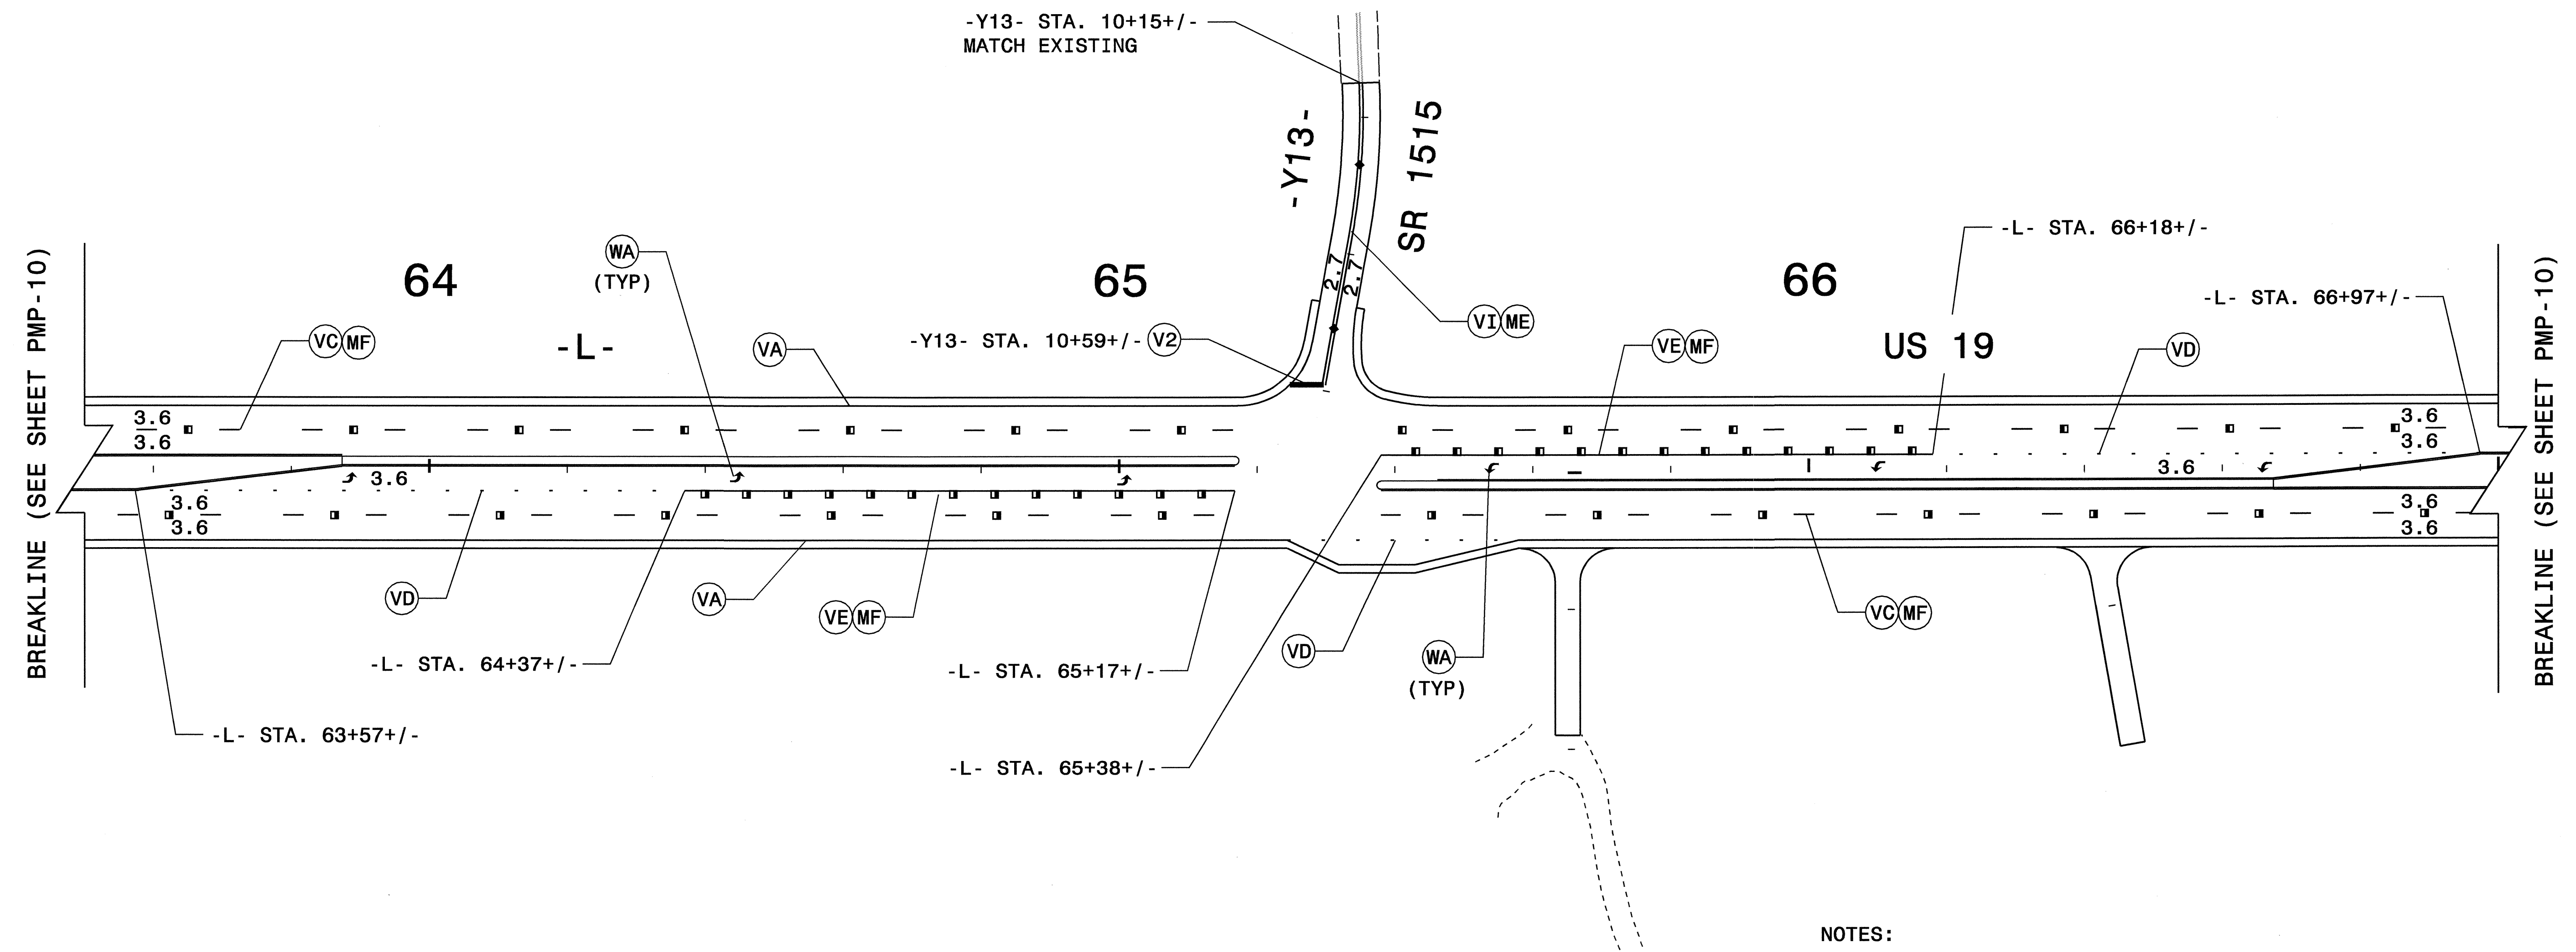 -Y13- STA. 10+15+/-
MATCH EXISTING
-Y13-
SR 1515
-L- STA. 66+18+/-
WA
(TYP)
64
65
66
-L- STA. 66+97+/-
BREAKLINE (SEE SHEET PMP-10)
BREAKLINE (SEE SHEET PMP-10)
2.7
2.7
VI ME
VC MF
-L-
VA
-Y13- STA. 10+59+/- V2
VE MF
US 19
VD
3.6
3.6
3.6
3.6
3.6
3.6
3.6
3.6
3.6
3.6
VD
VA
VE MF
VC MF
-L- STA. 64+37+/-
-L- STA. 65+17+/-
VD
WA
(TYP)
-L- STA. 63+57+/-
-L- STA. 65+38+/-
NOTES: